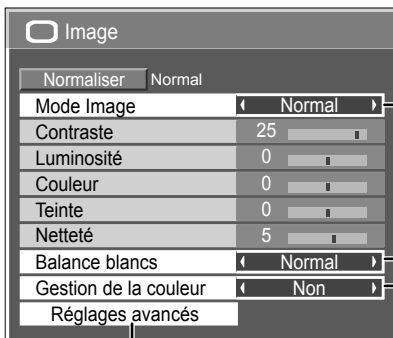 Image
Normaliser Normal
Mode Image Normal
Contraste 25
Luminosité 0
Couleur 0
Teinte 0
Netteté 5
Balance blancs Normal
Gestion de la couleur Non
Réglages avancés